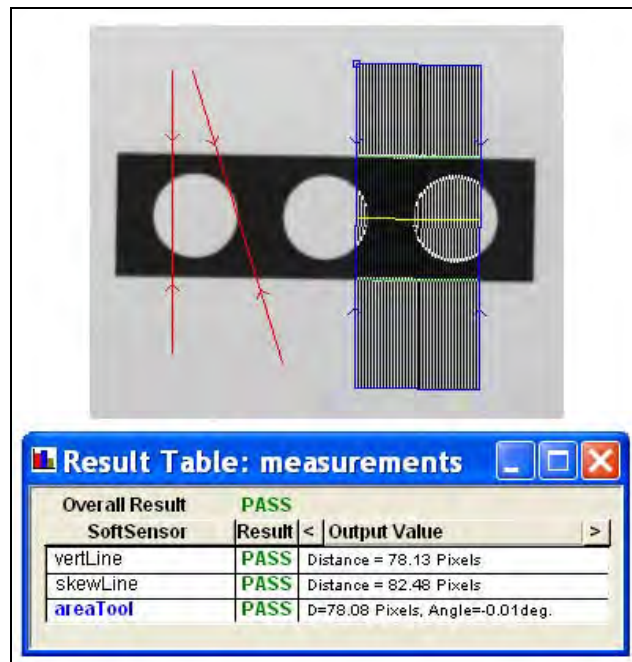 Result Table: measurements
Overall Result PASS
SoftSensor Result < Output Value >
vertLine PASS Distance = 78.13 Pixels
skewLine PASS Distance = 82.48 Pixels
areaTool PASS D=78.08 Pixels, Angle=-0.01deg.